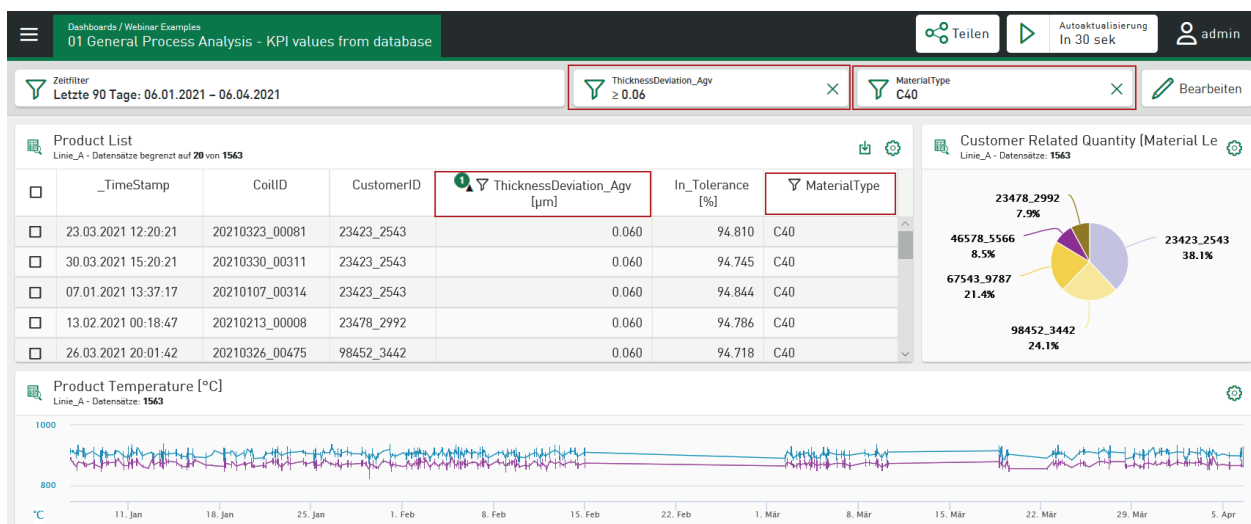 Dashboards / Webinar Examples
01 General Process Analysis - KPI values from database
Teilen
Autoaktualisierung
In 30 sek
admin
Zeitfilter
Letzte 90 Tage: 06.01.2021 – 06.04.2021
ThicknessDeviation_Agv
≥ 0.06
MaterialType
C40
Bearbeiten
Product List
Linie_A - Datensätze begrenzt auf 20 von 1563
_TimeStamp CoilID CustomerID 1 ThicknessDeviation_Agv [µm] In_Tolerance [%] MaterialType
23.03.2021 12:20:21 20210323_00081 23423_2543 0.060 94.810 C40
30.03.2021 15:20:21 20210330_00311 23423_2543 0.060 94.745 C40
07.01.2021 13:37:17 20210107_00314 23423_2543 0.060 94.844 C40
13.02.2021 00:18:47 20210213_00008 23478_2992 0.060 94.786 C40
26.03.2021 20:01:42 20210326_00475 98452_3442 0.060 94.718 C40
Customer Related Quantity (Material Le
Linie_A - Datensätze: 1563
23478_2992
7.9%
46578_5566
8.5%
67543_9787
21.4%
23423_2543
38.1%
98452_3442
24.1%
Product Temperature [°C]
Linie_A - Datensätze: 1563
1000
800
°C 11. Jan 18. Jan 25. Jan 1. Feb 8. Feb 15. Feb 22. Feb 1. Mär 8. Mär 15. Mär 22. Mär 29. Mär 5. Apr